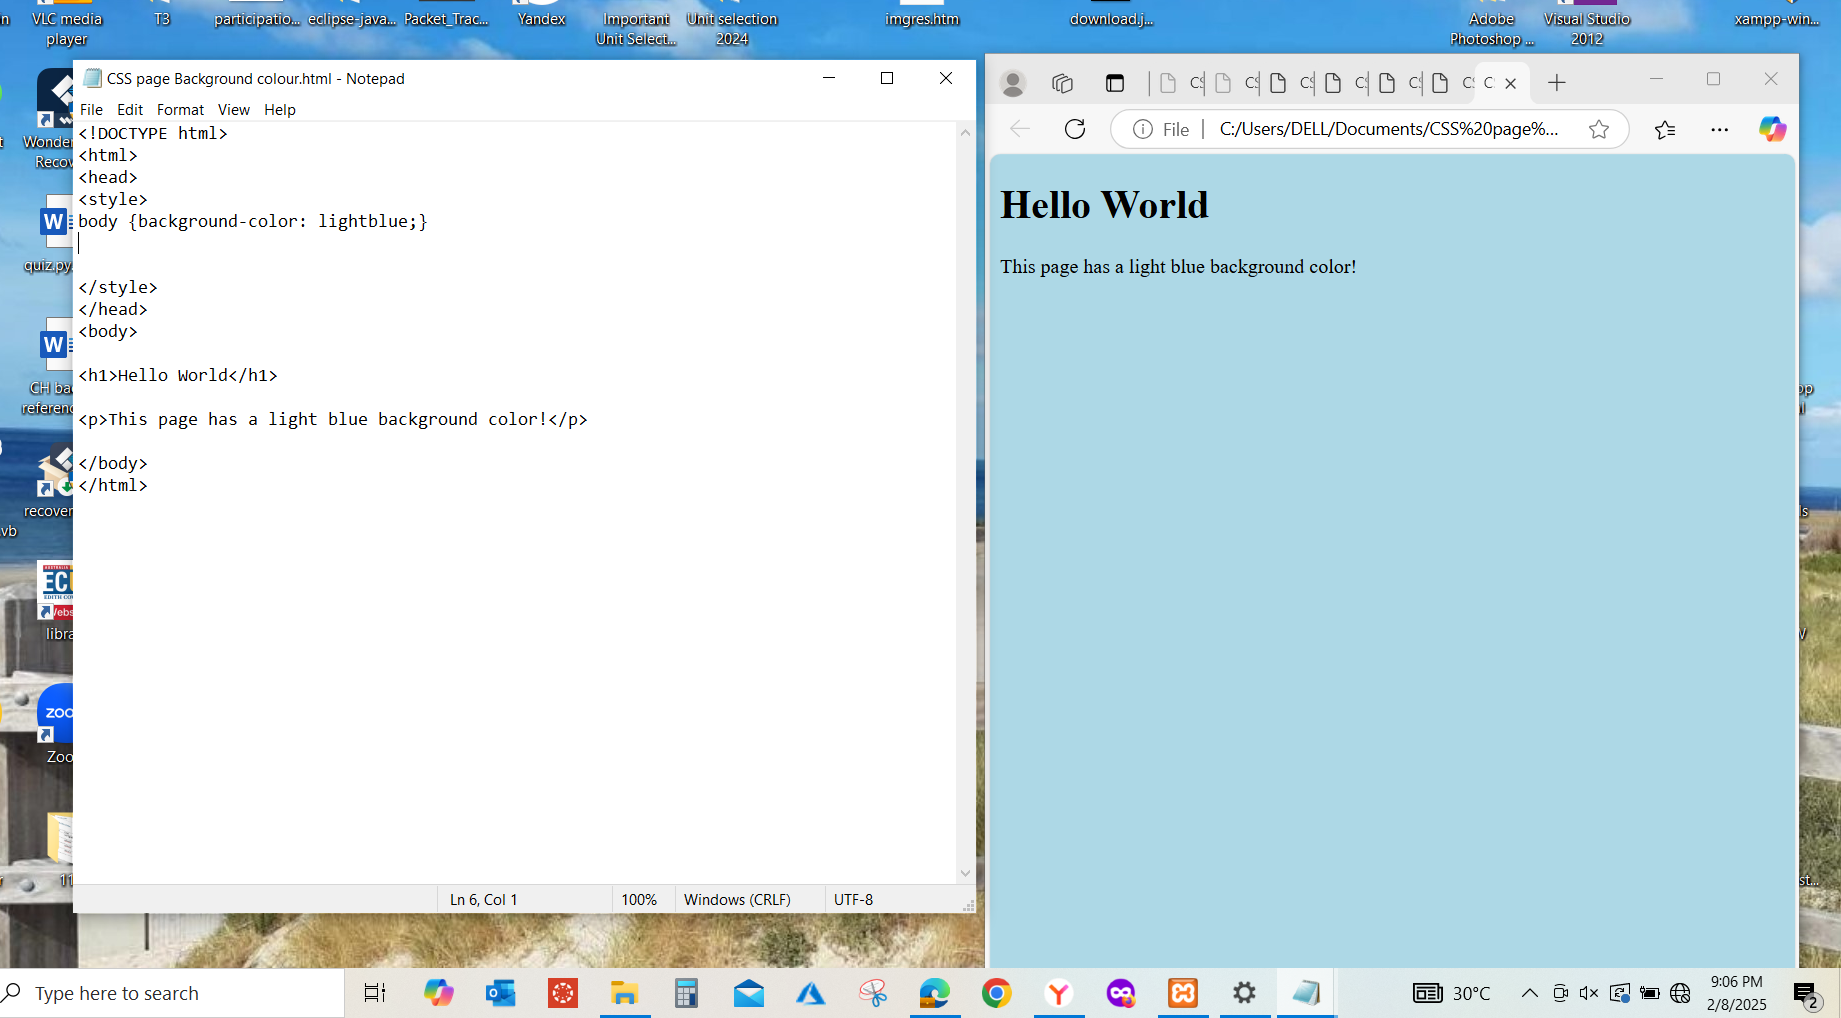 VLC media
player
T3
participatio...
eclipse-java...
Packet_Trac...
Yandex
Important
Unit Select...
Unit selection
2024
imgres.htm
download.j...
Adobe
Photoshop ...
Visual Studio
2012
xampp-win...
CSS page Background colour.html - Notepad
File Edit Format View Help
<!DOCTYPE html>
<html>
<head>
<style>
body {background-color: lightblue;}
</style>
</head>
<body>
<h1>Hello World</h1>
<p>This page has a light blue background color!</p>
</body>
</html>
Ln 6, Col 1
100%
Windows (CRLF)
UTF-8
File
C:/Users/DELL/Documents/CSS%20page%...
Hello World
This page has a light blue background color!
Wonder
Recov
quiz.py
CH ba
referen
recover
vb
libra
zoo
Zoo
11
Type here to search
30°C
9:06 PM
2/8/2025
2